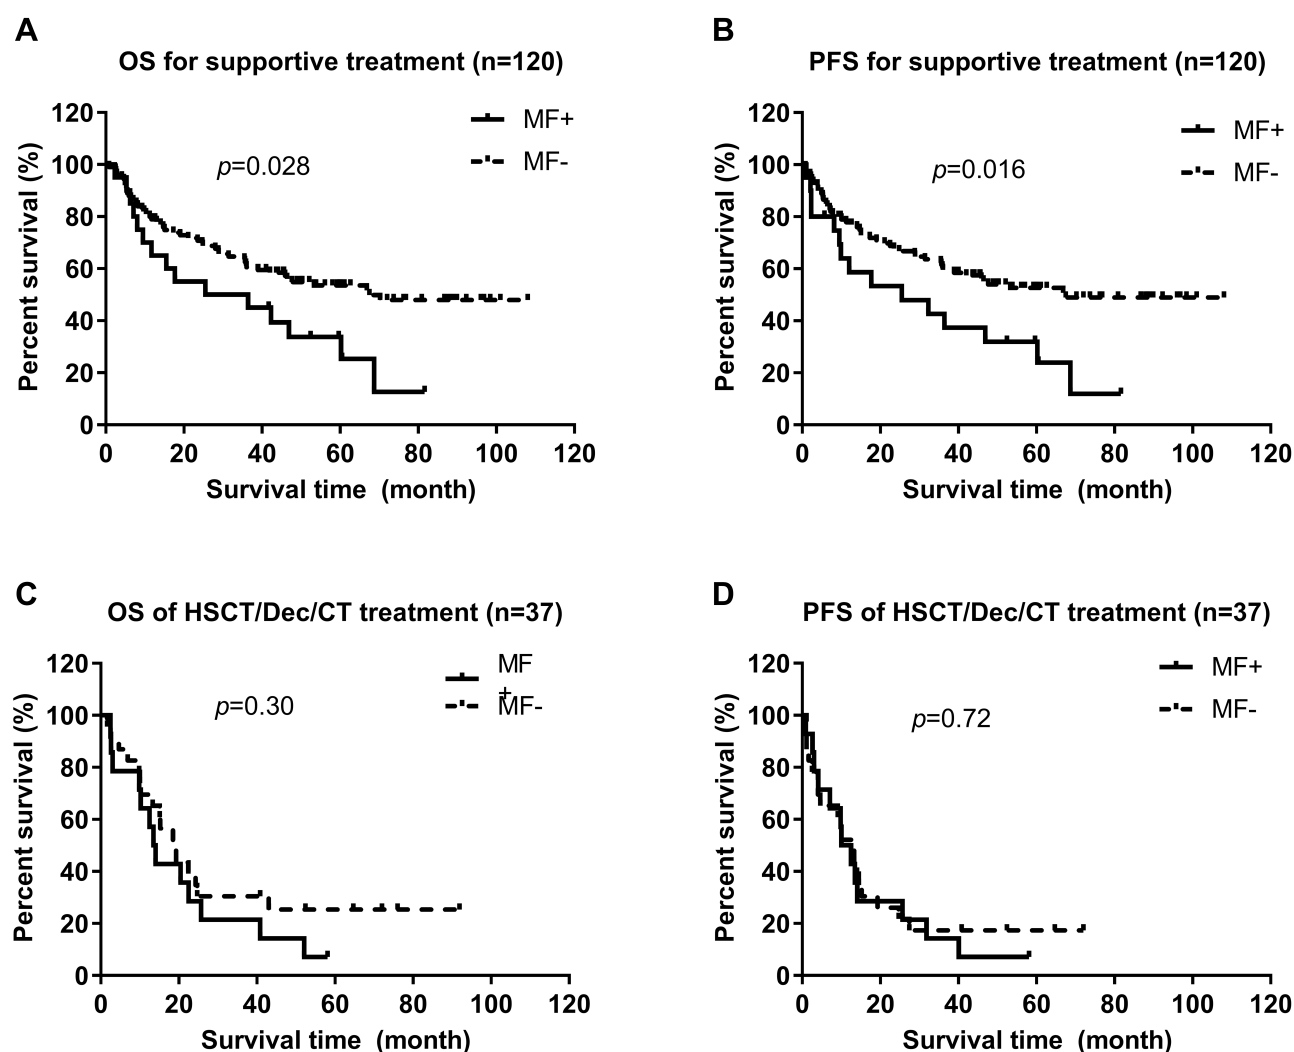 A
OS for supportive treatment (n=120)
120
100
80
60
40
20
0
Percent survival (%)
p=0.028
MF+
MF-
0 20 40 60 80 100 120
Survival time (month)
B
PFS for supportive treatment (n=120)
120
100
80
60
40
20
0
Percent survival (%)
p=0.016
MF+
MF-
0 20 40 60 80 100 120
Survival time (month)
C
OS of HSCT/Dec/CT treatment (n=37)
120
100
80
60
40
20
0
Percent survival (%)
p=0.30
MF
+
MF-
0 20 40 60 80 100 120
Survival time (month)
D
PFS of HSCT/Dec/CT treatment (n=37)
120
100
80
60
40
20
0
Percent survival (%)
p=0.72
MF+
MF-
0 20 40 60 80 100 120
Survival time (month)